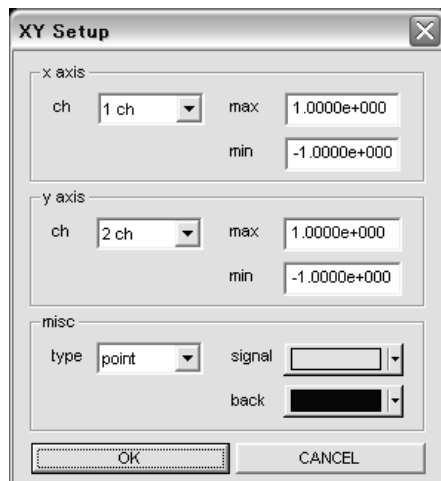 XY Setup
x axis
ch 1 ch max 1.0000e+000
min -1.0000e+000
y axis
ch 2 ch max 1.0000e+000
min -1.0000e+000
misc
type point signal
back
OK CANCEL